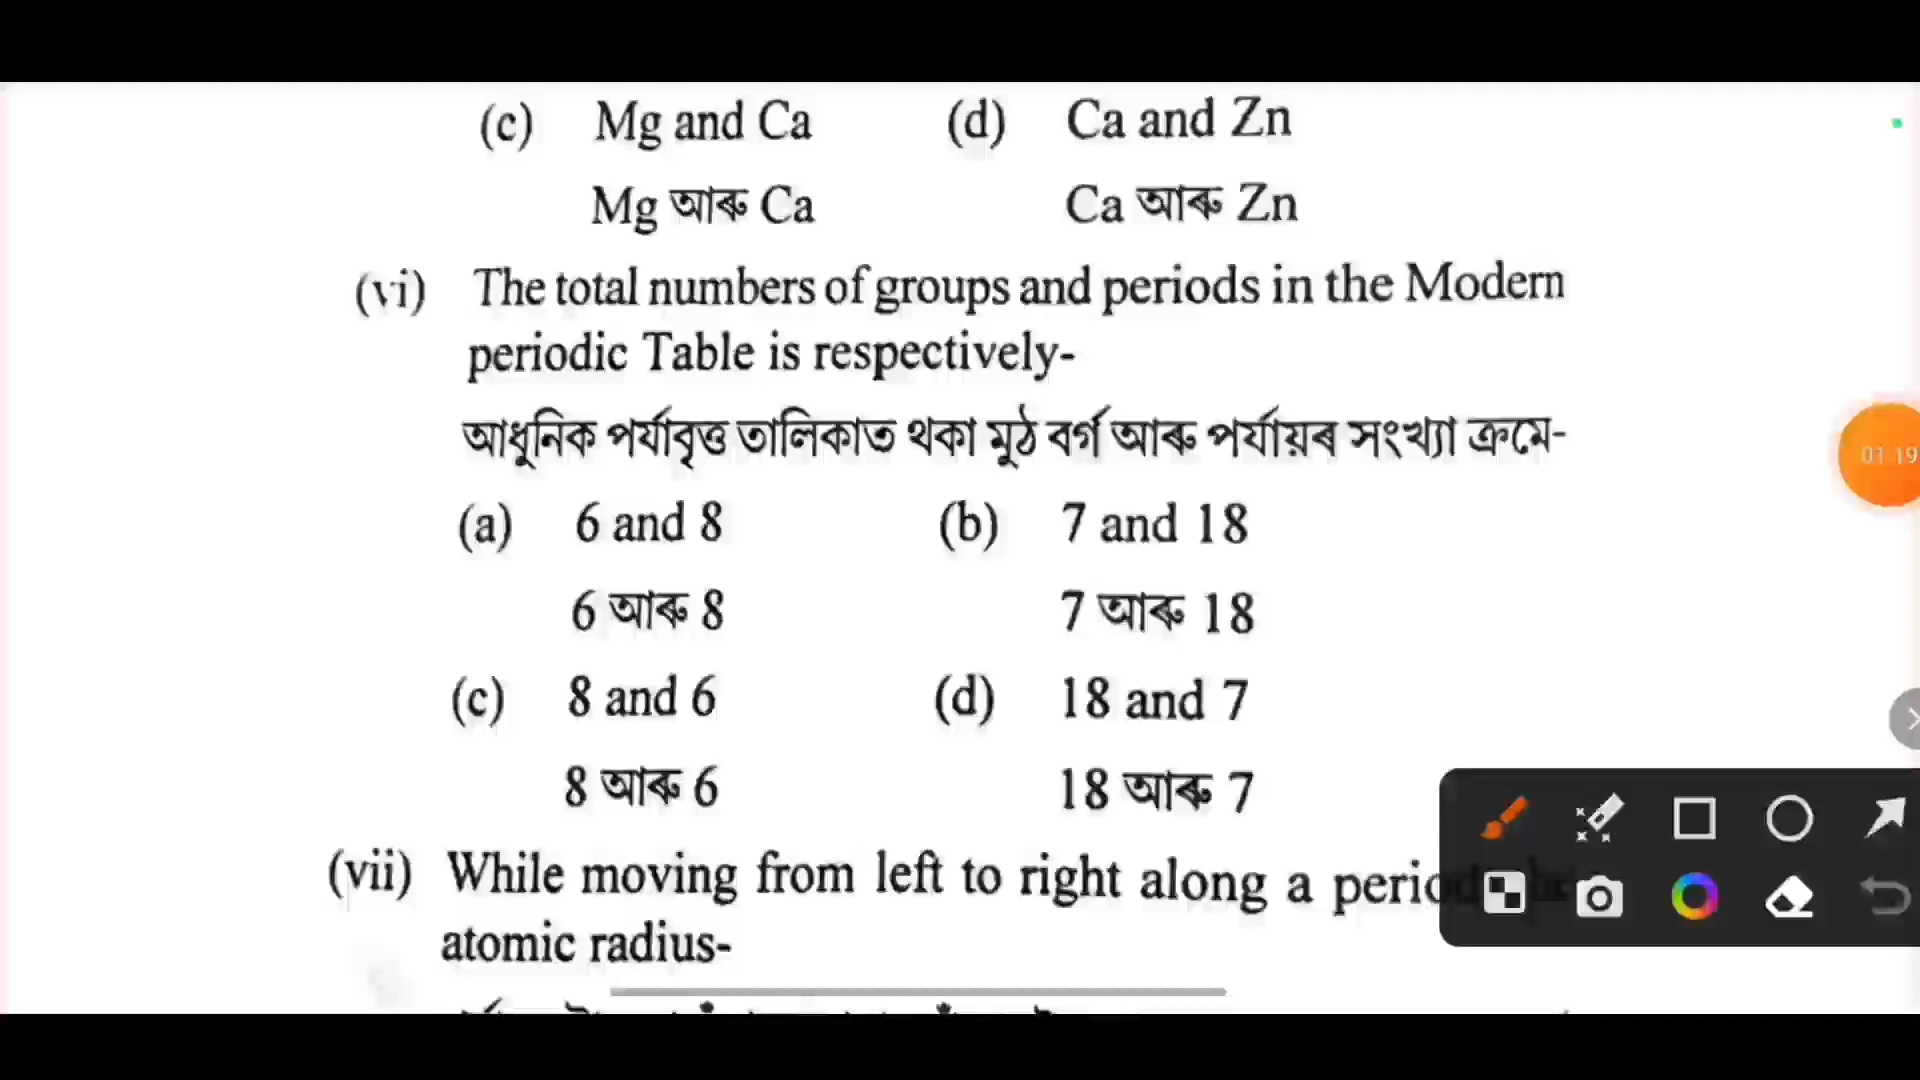 (c) Mg and Ca (d) Ca and Zn
Mg আৰু Ca Ca আৰু Zn
(vi) The total numbers of groups and periods in the Modern
periodic Table is respectively-
আধুনিক পৰ্যাবৃত্ত তালিকাত থকা মুঠ বৰ্গ আৰু পৰ্যায়ৰ সংখ্যা ক্ৰমে-
(a) 6 and 8 (b) 7 and 18
6 আৰু 8 7 আৰু 18
(c) 8 and 6 (d) 18 and 7
8 আৰু 6 18 আৰু 7
(vii) While moving from left to right along a period
atomic radius-
01:19